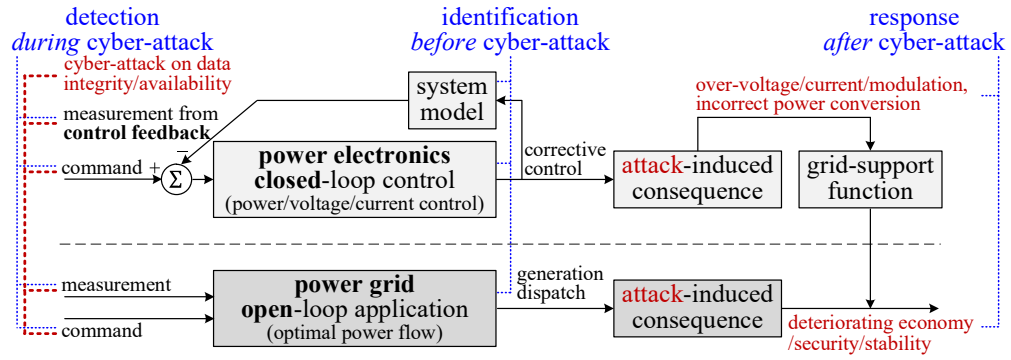 detection
during cyber-attack
identification
before cyber-attack
response
after cyber-attack
cyber-attack on data
integrity/availability
measurement from
control feedback
command +
−
Σ
system
model
power electronics
closed-loop control
(power/voltage/current control)
corrective
control
attack-induced
consequence
over-voltage/current/modulation,
incorrect power conversion
grid-support
function
measurement
command
power grid
open-loop application
(optimal power flow)
generation
dispatch
attack-induced
consequence
deteriorating economy
/security/stability